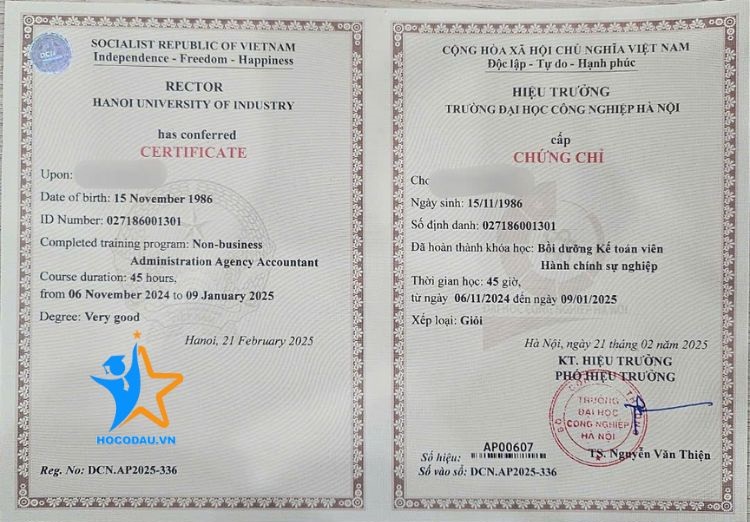 SOCIALIST REPUBLIC OF VIETNAM
Independence - Freedom - Happiness
RECTOR
HANOI UNIVERSITY OF INDUSTRY
has conferred
CERTIFICATE
Upon:
Date of birth: 15 November 1986
ID Number: 027186001301
Completed training program: Non-business
Administration Agency Accountant
Course duration: 45 hours,
from 06 November 2024 to 09 January 2025
Degree: Very good
Hanoi, 21 February 2025
HOCODAU.VN
Reg. No: DCN.AP2025-336
CỘNG HÒA XÃ HỘI CHỦ NGHĨA VIỆT NAM
Độc lập - Tự do - Hạnh phúc
HIỆU TRƯỞNG
TRƯỜNG ĐẠI HỌC CÔNG NGHIỆP HÀ NỘI
cấp
CHỨNG CHỈ
Ngày sinh: 15/11/1986
Số định danh: 027186001301
Đã hoàn thành khóa học: Bồi dưỡng Kế toán viên
Hành chính sự nghiệp
Thời gian học: 45 giờ,
từ ngày 06/11/2024 đến ngày 09/01/2025
Xếp loại: Giỏi
Hà Nội, ngày 21 tháng 02 năm 2025
KT. HIỆU TRƯỞNG
PHÓ HIỆU TRƯỞNG
TRƯỜNG
ĐẠI HỌC
CÔNG NGHIỆP
HÀ NỘI
AP00607
Số hiệu:
TS. Nguyễn Văn Thiện
Số vào sổ: DCN.AP2025-336